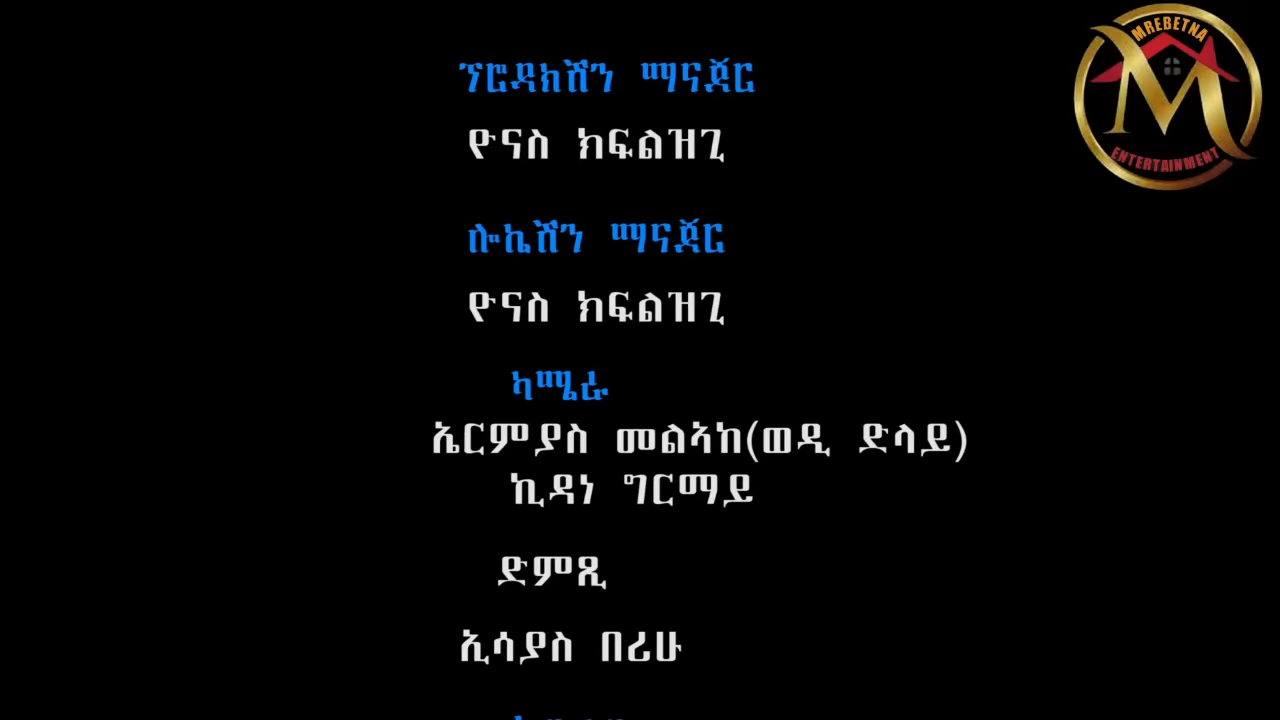 MREBETNA
ENTERTAINMENT
ፕሮዳክሽን ማናጀር
ዮናስ ክፍልዝጊ
ሎኬሽን ማናጀር
ዮናስ ክፍልዝጊ
ካሜራ
ኤርምያስ መልኣከ(ወዲ ድላይ)
ኪዳነ ግርማይ
ድምጺ
ኢሳያስ በሪሁ